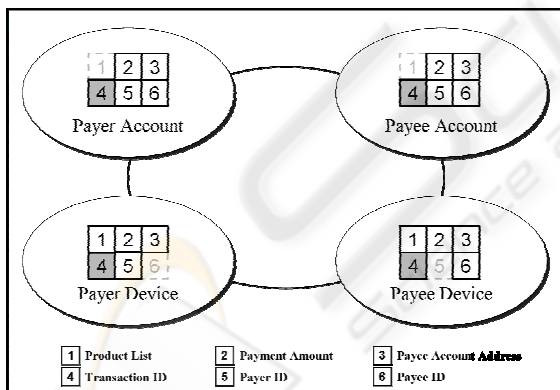 1 2 3
4 5 6
Payer Account
1 2 3
4 5 6
Payee Account
1 2 3
4 5 6
Payer Device
1 2 3
4 5 6
Payee Device
1 Product List
2 Payment Amount
3 Payee Account Address
4 Transaction ID
5 Payer ID
6 Payee ID